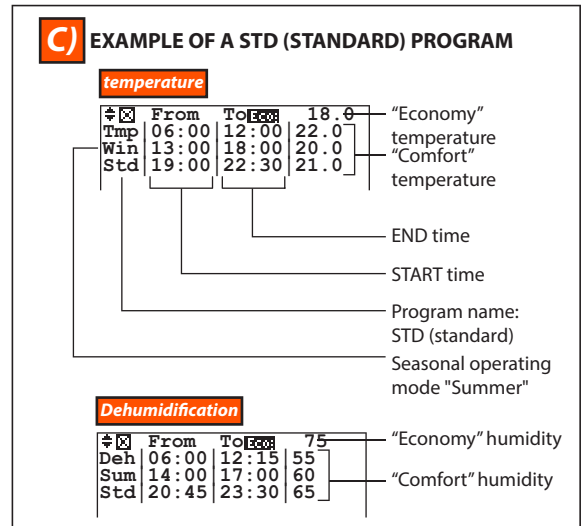 C) EXAMPLE OF A STD (STANDARD) PROGRAM
temperature
From To ECO 18.0
Tmp 06:00 12:00 22.0
Win 13:00 18:00 20.0
Std 19:00 22:30 21.0
“Economy”
temperature
“Comfort”
temperature
END time
START time
Program name:
STD (standard)
Seasonal operating
mode "Summer"
Dehumidification
From To ECO 75
Deh 06:00 12:15 55
Sum 14:00 17:00 60
Std 20:45 23:30 65
“Economy” humidity
“Comfort” humidity